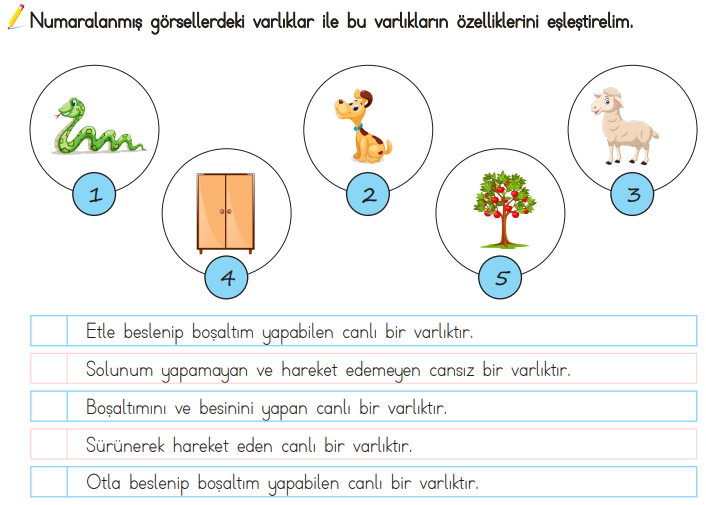 Numaralanmış görsellerdeki varlıklar ile bu varlıkların özelliklerini eşleştirelim.
1
2
3
4
5
Etle beslenip boşaltım yapabilen canlı bir varlıktır.
Solunum yapamayan ve hareket edemeyen cansız bir varlıktır.
Boşaltımını ve besinini yapan canlı bir varlıktır.
Sürünerek hareket eden canlı bir varlıktır.
Otla beslenip boşaltım yapabilen canlı bir varlıktır.